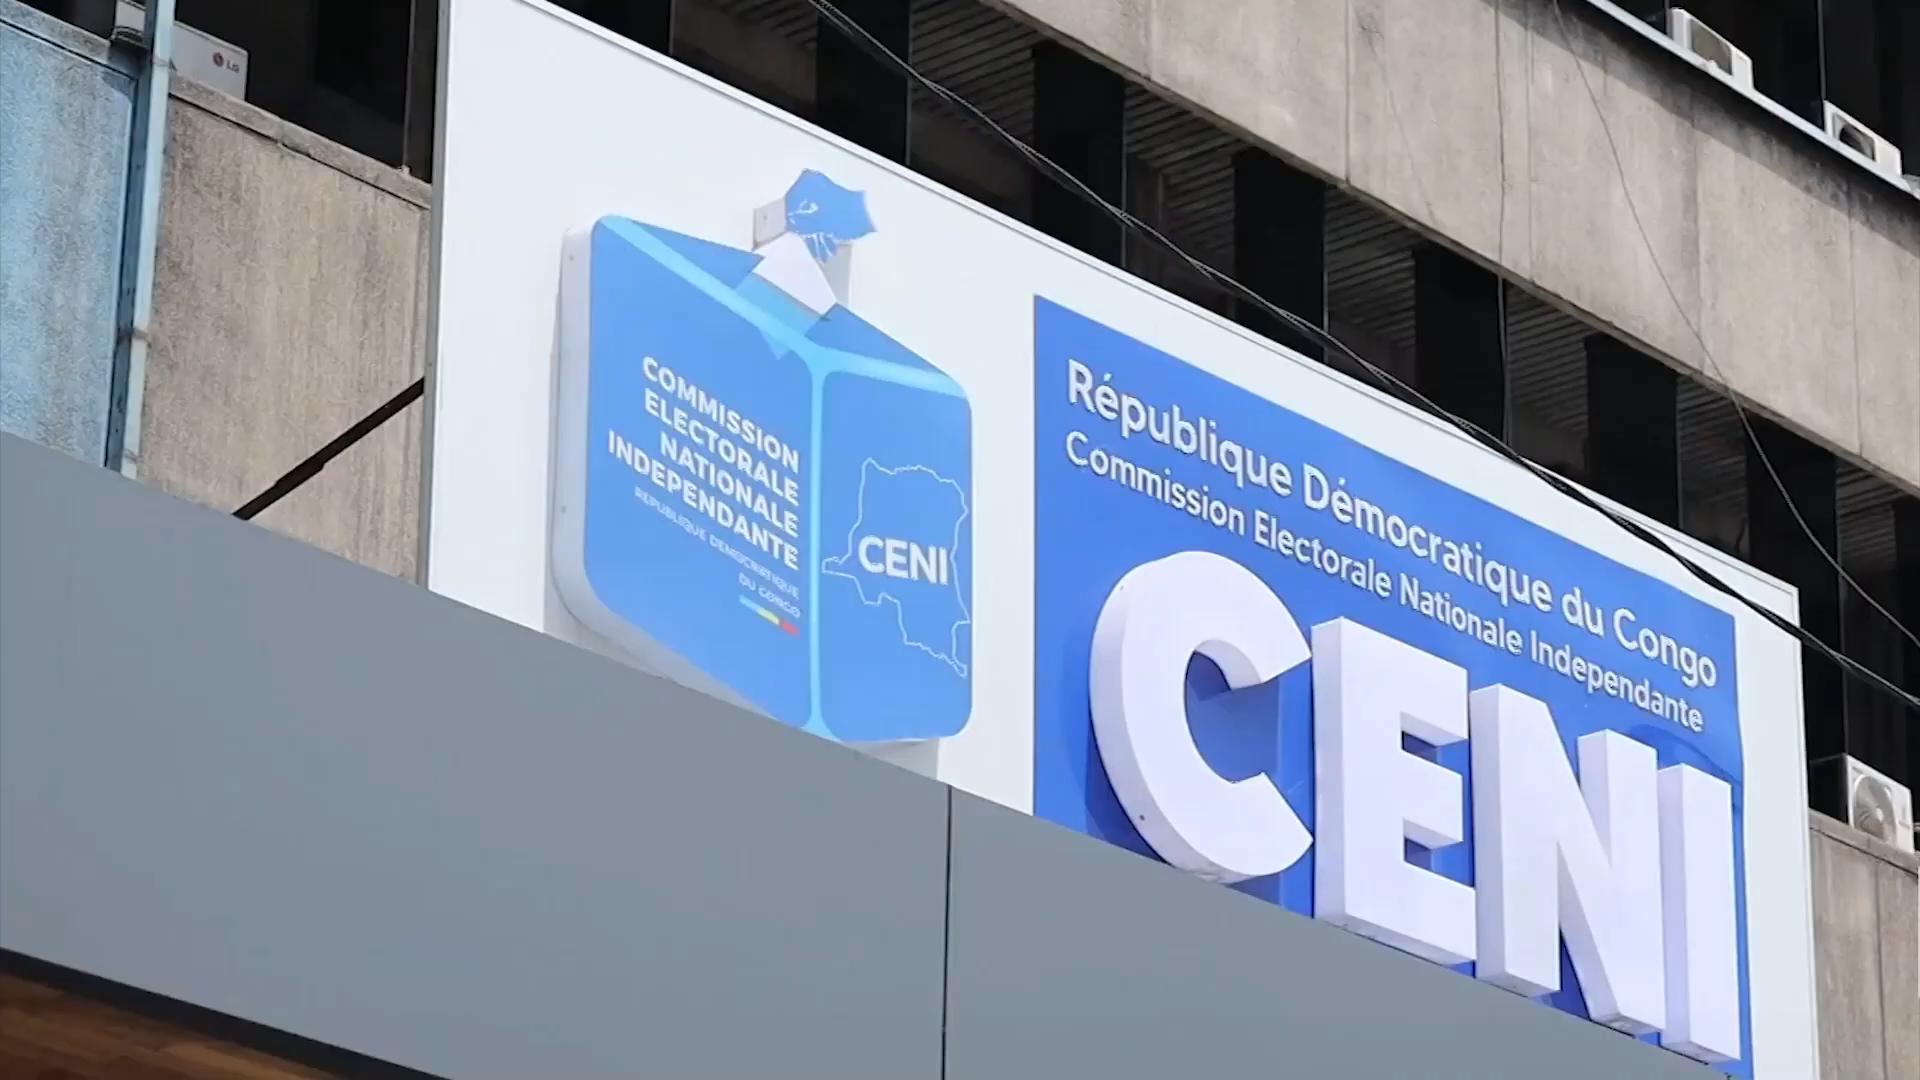 LG
COMMISSION
ELECTORALE
NATIONALE
INDEPENDANTE
REPUBLIQUE DEMOCRATIQUE
DU CONGO
CENI
République Démocratique du Congo
Commission Electorale Nationale Independante
CENI